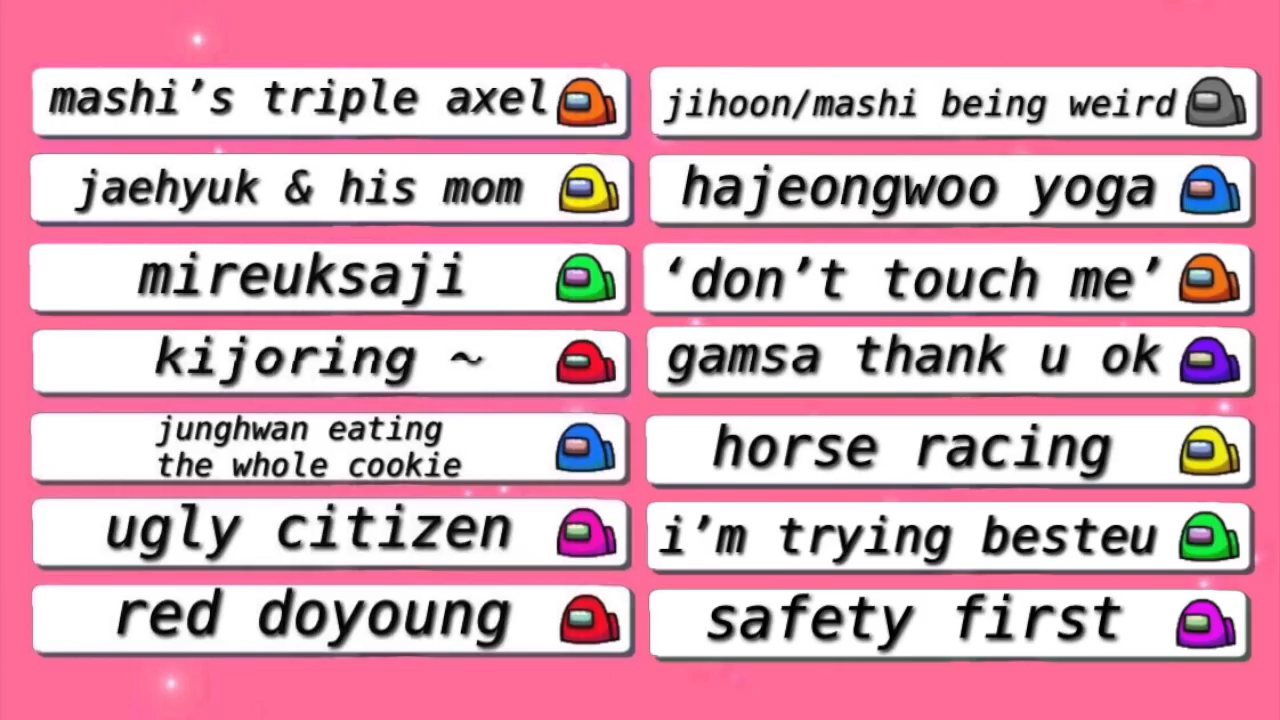 mashi’s triple axel
jaehyuk & his mom
mireuksaji
kijoring ~
junghwan eating
the whole cookie
ugly citizen
red doyoung
jihoon/mashi being weird
hajeongwoo yoga
‘don’t touch me’
gamsa thank u ok
horse racing
i’m trying besteu
safety first